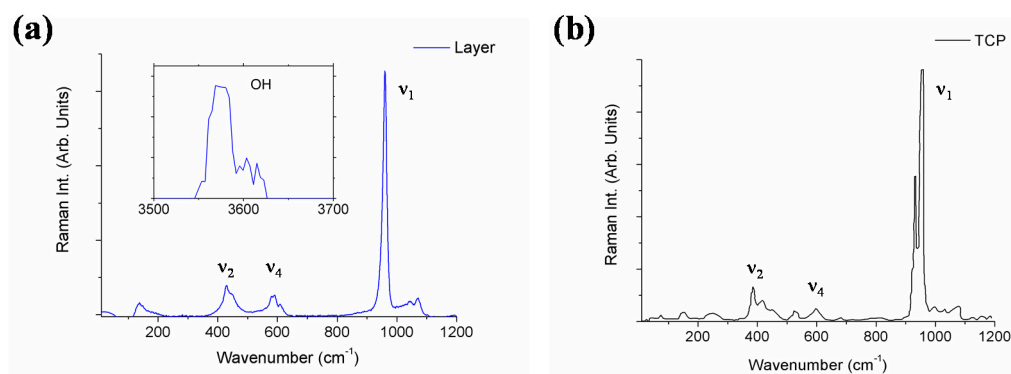 (a)
Layer
OH
ν1
Raman Int. (Arb. Units)
3500 3600 3700
ν2
ν4
200 400 600 800 1000 1200
Wavenumber (cm-1)
(b)
TCP
ν1
Raman Int. (Arb. Units)
ν2
ν4
200 400 600 800 1000 1200
Wavenumber (cm-1)